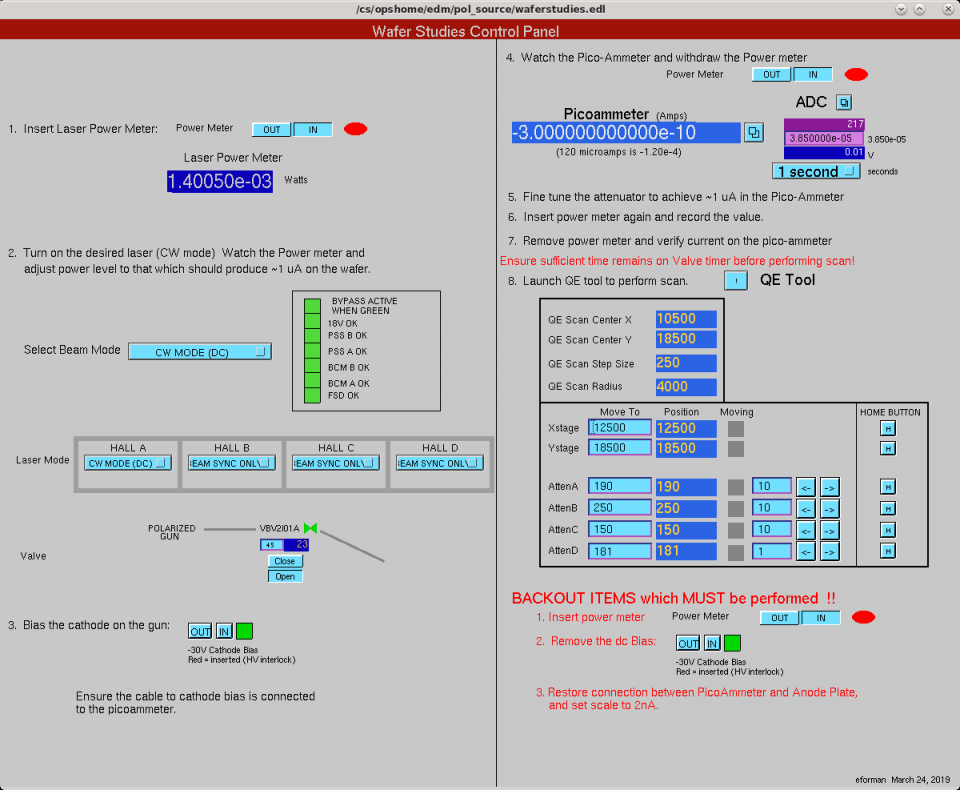 /cs/opshome/edm/pol_source/waferstudies.edl
Wafer Studies Control Panel
1. Insert Laser Power Meter: Power Meter OUT IN
Laser Power Meter
1.40050e-03 Watts
2. Turn on the desired laser (CW mode) Watch the Power meter and
adjust power level to that which should produce ~1 uA on the wafer.
BYPASS ACTIVE
WHEN GREEN
18V OK
PSS B OK
PSS A OK
BCM B OK
BCM A OK
FSD OK
Select Beam Mode CW MODE (DC)
HALL A HALL B HALL C HALL D
Laser Mode CW MODE (DC) EAM SYNC ONL EAM SYNC ONL EAM SYNC ONL
POLARIZED
GUN
VBV2I01A
45 23
Valve
Close
Open
3. Bias the cathode on the gun: OUT IN
-30V Cathode Bias
Red = inserted (HV interlock)
Ensure the cable to cathode bias is connected
to the picoammeter.
4. Watch the Pico-Ammeter and withdraw the Power meter
Power Meter OUT IN
ADC
Picoammeter (Amps)
-3.000000000000e-10
(120 microamps is -1.20e-4)
217
3.850000e-05 3.850e-05
0.01 V
1 second seconds
5. Fine tune the attenuator to achieve ~1 uA in the Pico-Ammeter
6. Insert power meter again and record the value.
7. Remove power meter and verify current on the pico-ammeter
Ensure sufficient time remains on Valve timer before performing scan!
8. Launch QE tool to perform scan. ! QE Tool
QE Scan Center X 10500
QE Scan Center Y 18500
QE Scan Step Size 250
QE Scan Radius 4000
Move To Position Moving HOME BUTTON
Xstage 12500 12500 H
Ystage 18500 18500 H
AttenA 190 190 10 <- -> H
AttenB 250 250 10 <- -> H
AttenC 150 150 10 <- -> H
AttenD 181 181 1 <- -> H
BACKOUT ITEMS which MUST be performed !!
1. Insert power meter Power Meter OUT IN
2. Remove the dc Bias: OUT IN
-30V Cathode Bias
Red = inserted (HV interlock)
3. Restore connection between PicoAmmeter and Anode Plate,
and set scale to 2nA.
eforman March 24, 2019